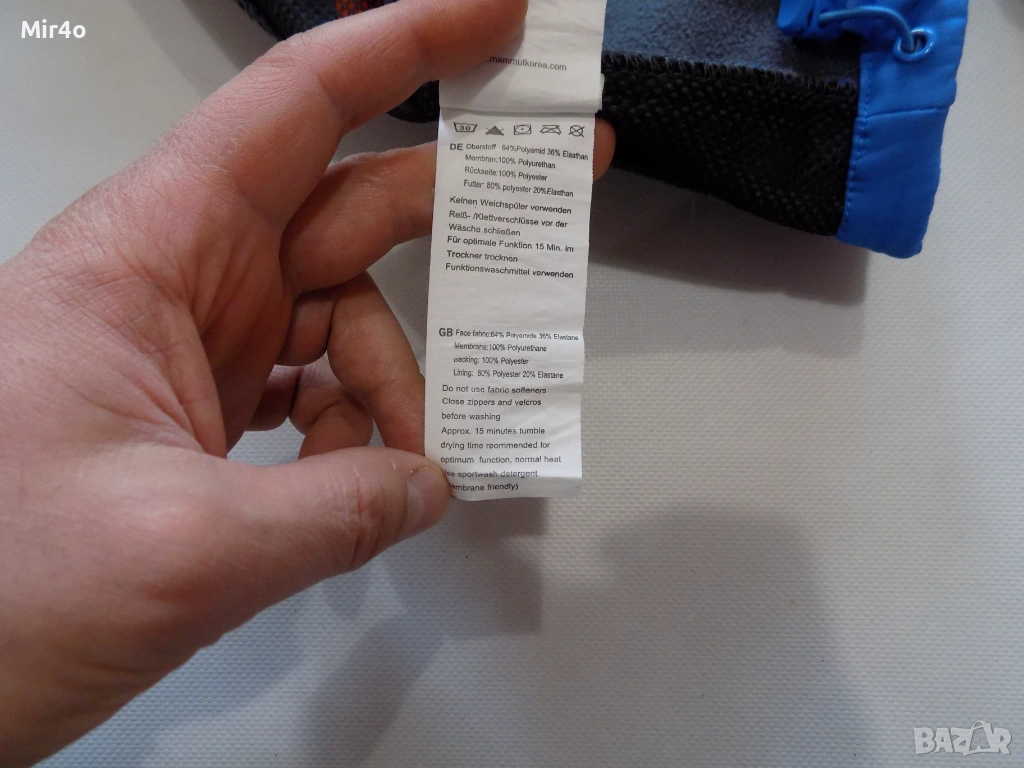 Mir4o
mammutkorea.com
30
DE Oberstoff 64%Polyamid 36% Elasthan
Membran:100% Polyurethan
Rückseite:100% Polyester
Futter: 80% polyester 20%Elasthan
Keinen Weichspüler verwenden
Reiß- /Klettverschlüsse vor der
Wäsche schließen
Für optimale Funktion 15 Min. im
Trockner trocknen
Funktionswaschmittel verwenden
GB Face fabric:64% Polyamide 36% Elastane
Membrane:100% Polyurethane
backing: 100% Polyester
Lining: 80% Polyester 20% Elastane
Do not use fabric softeners
Close zippers and velcros
before washing
Approx. 15 minutes tumble
drying time reommended for
optimum function, normal heat
Use sportwash detergent
membrane friendly)
BAZAR